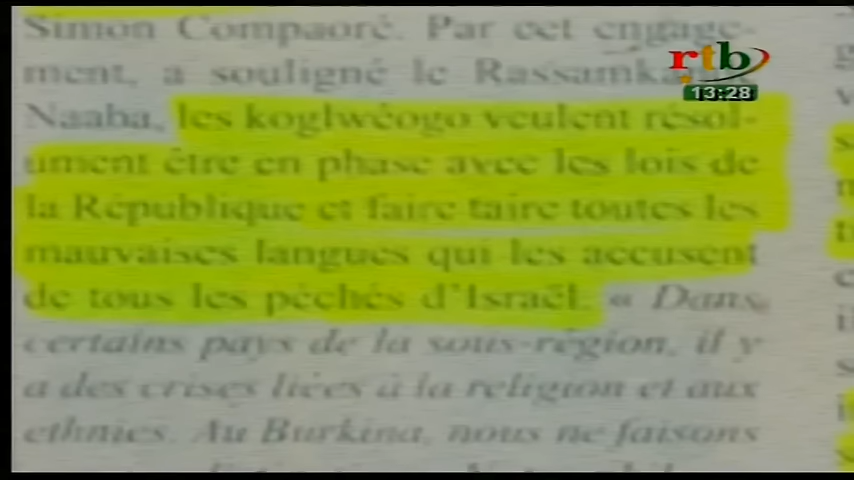 Simon Compaoré. Par cet engage-
ment, a souligné le
Naaba, les koglwéogo veulent résol-
ument être en phase avec les lois de
la République et faire taire toutes les
mauvaises langues qui les accusent
de tous les péchés d'Israël. « Dans
certains pays de la sous-région, il y
a des crises liées à la religion et aux
ethnies. Au Burkina, nous ne faisons
rtb
13:28